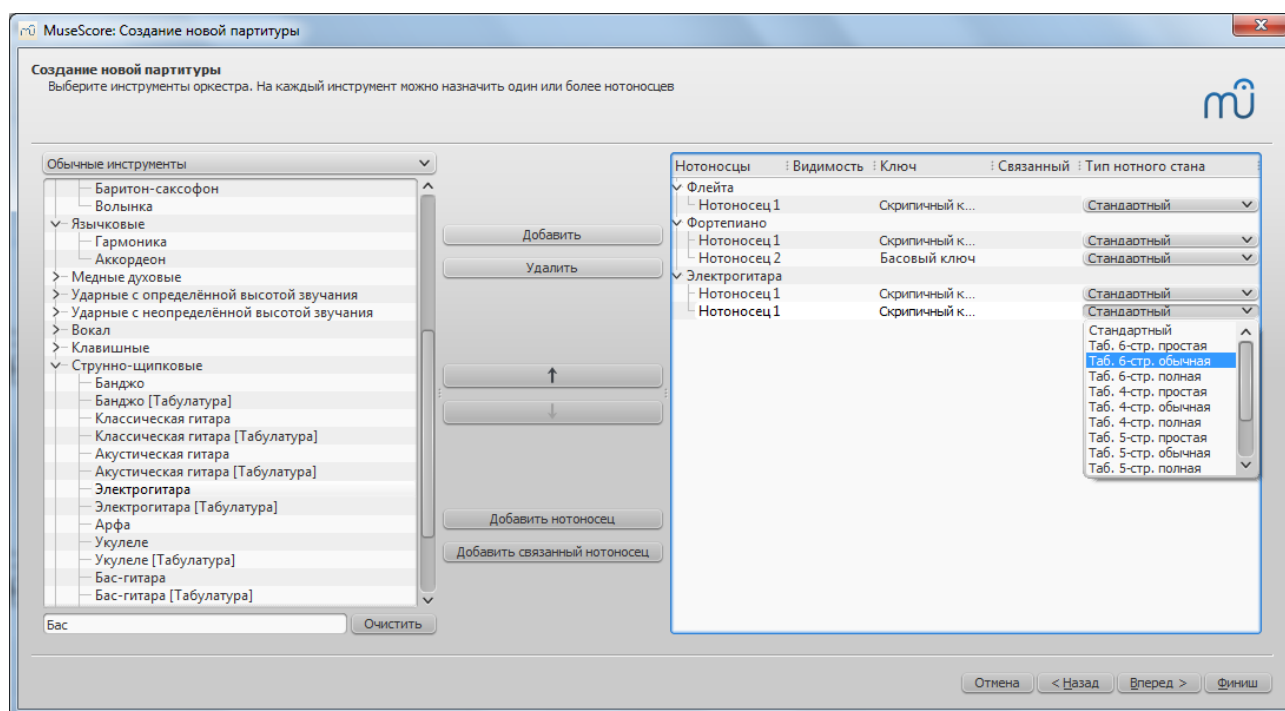 MuseScore: Создание новой партитуры
Создание новой партитуры
Выберите инструменты оркестра. На каждый инструмент можно назначить один или более нотоносцев
Обычные инструменты
Баритон-саксофон
Волынка
Язычковые
Гармоника
Аккордеон
Медные духовые
Ударные с определённой высотой звучания
Ударные с неопределённой высотой звучания
Вокал
Клавишные
Струнно-щипковые
Банджо
Банджо [Табулатура]
Классическая гитара
Классическая гитара [Табулатура]
Акустическая гитара
Акустическая гитара [Табулатура]
Электрогитара
Электрогитара [Табулатура]
Арфа
Укулеле
Укулеле [Табулатура]
Бас-гитара
Бас-гитара [Табулатура]
Бас Очистить
Добавить
Удалить
Добавить нотоносец
Добавить связанный нотоносец
Нотоносцы Видимость Ключ Связанный Тип нотного стана
Флейта
Нотоносец 1 Скрипичный к... Стандартный
Фортепиано
Нотоносец 1 Скрипичный к... Стандартный
Нотоносец 2 Басовый ключ Стандартный
Электрогитара
Нотоносец 1 Скрипичный к... Стандартный
Нотоносец 1 Скрипичный к... Стандартный
Стандартный
Таб. 6-стр. простая
Таб. 6-стр. обычная
Таб. 6-стр. полная
Таб. 4-стр. простая
Таб. 4-стр. обычная
Таб. 4-стр. полная
Таб. 5-стр. простая
Таб. 5-стр. обычная
Таб. 5-стр. полная
Отмена < Назад Вперед > Финиш